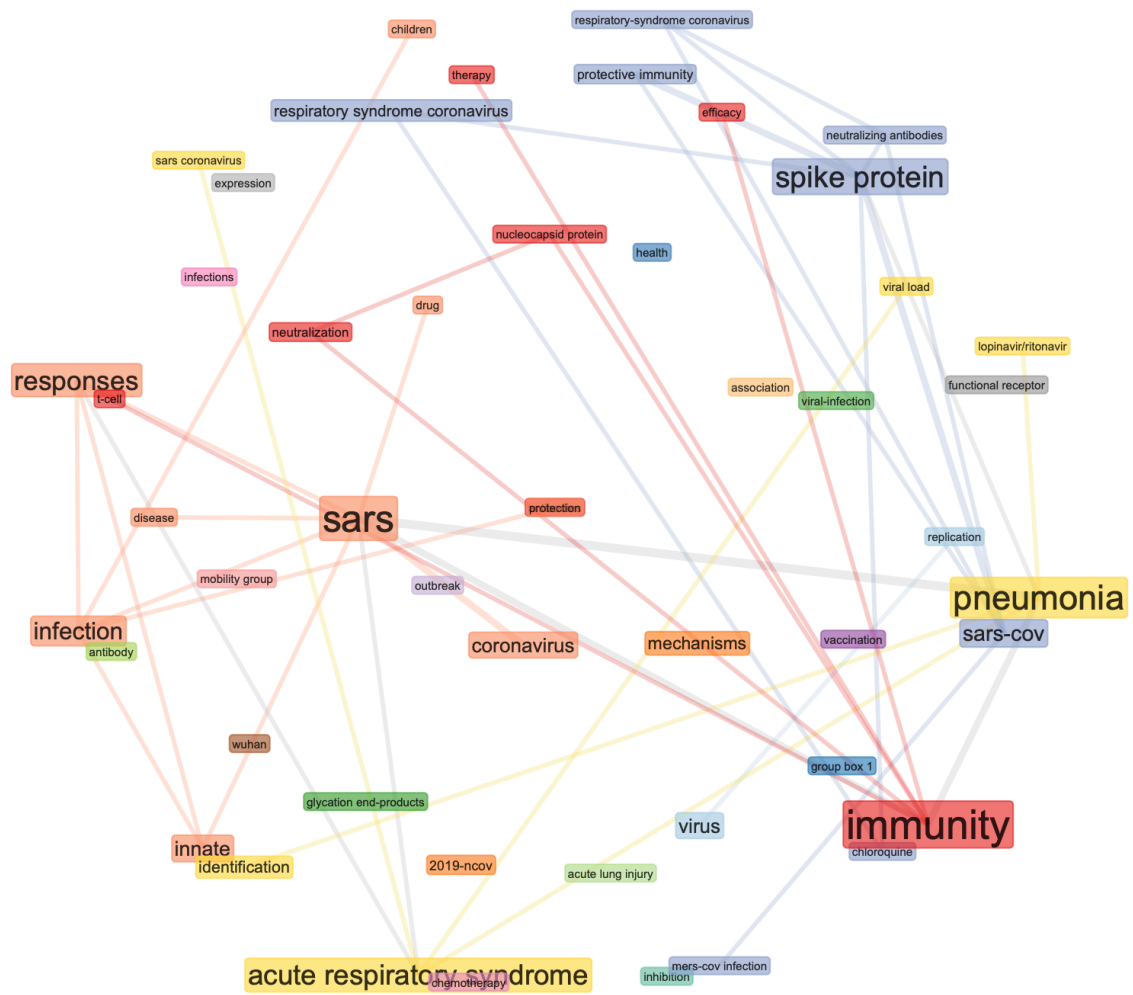 respiratory-syndrome coronavirus
children
therapy
protective immunity
respiratory syndrome coronavirus
efficacy
neutralizing antibodies
sars coronavirus
spike protein
expression
nucleocapsid protein
health
infections
viral load
drug
neutralization
lopinavir/ritonavir
responses
functional receptor
association
t-cell
viral-infection
protection
disease
sars
replication
mobility group
outbreak
pneumonia
infection
sars-cov
coronavirus
mechanisms
vaccination
antibody
wuhan
group box 1
glycation end-products
immunity
virus
innate
chloroquine
identification
2019-ncov
acute lung injury
mers-cov infection
acute respiratory syndrome
inhibition
chemotherapy